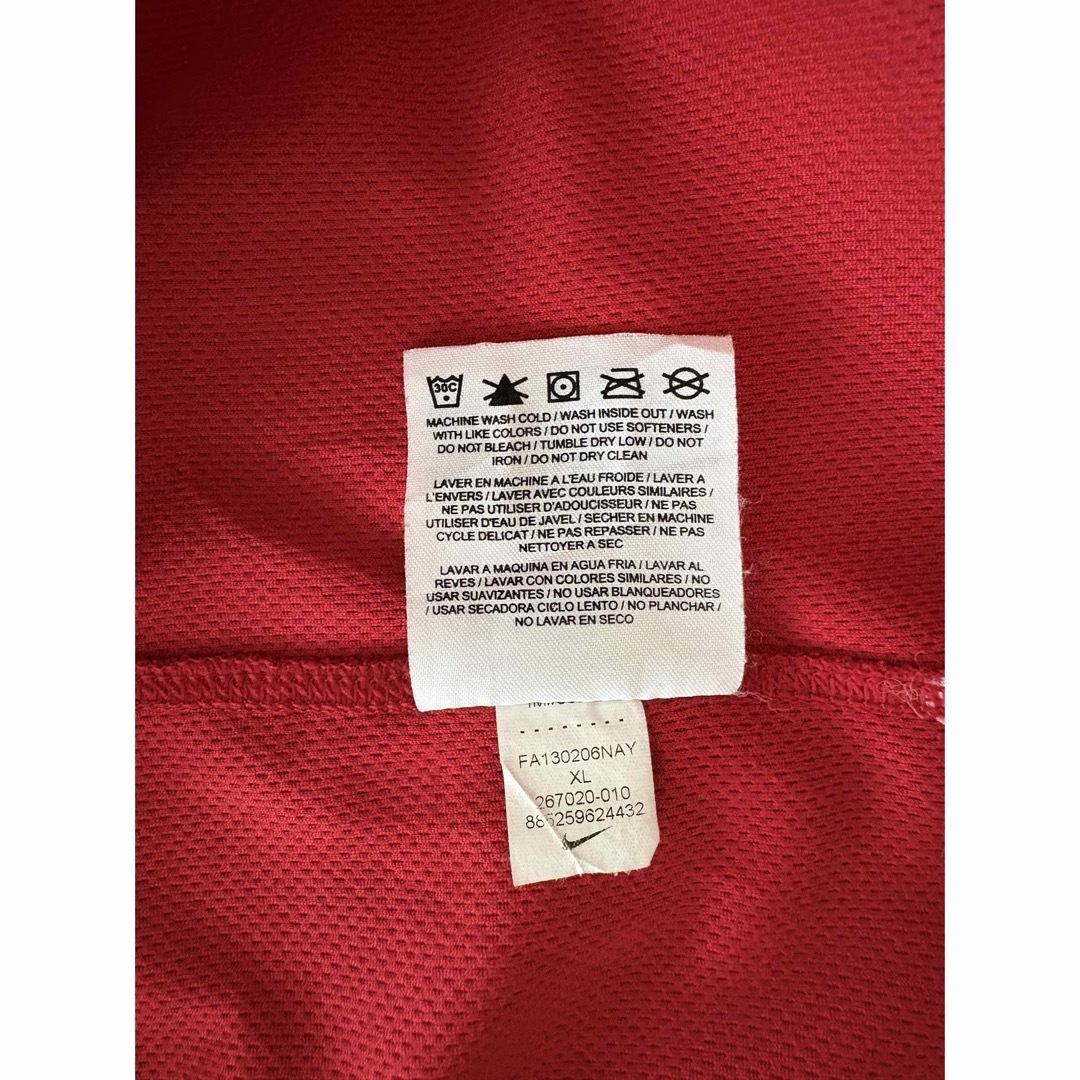 30C
MACHINE WASH COLD / WASH INSIDE OUT / WASH
WITH LIKE COLORS / DO NOT USE SOFTENERS /
DO NOT BLEACH / TUMBLE DRY LOW / DO NOT
IRON / DO NOT DRY CLEAN
LAVER EN MACHINE A L'EAU FROIDE / LAVER A
L'ENVERS / LAVER AVEC COULEURS SIMILAIRES /
NE PAS UTILISER D'ADOUCISSEUR / NE PAS
UTILISER D'EAU DE JAVEL / SECHER EN MACHINE
CYCLE DELICAT / NE PAS REPASSER / NE PAS
NETTOYER A SEC
LAVAR A MAQUINA EN AGUA FRIA / LAVAR AL
REVES / LAVAR CON COLORES SIMILARES / NO
USAR SUAVIZANTES / NO USAR BLANQUEADORES
/ USAR SECADORA CICLO LENTO / NO PLANCHAR /
NO LAVAR EN SECO
FA130206NAY
XL
267020-010
885259624432